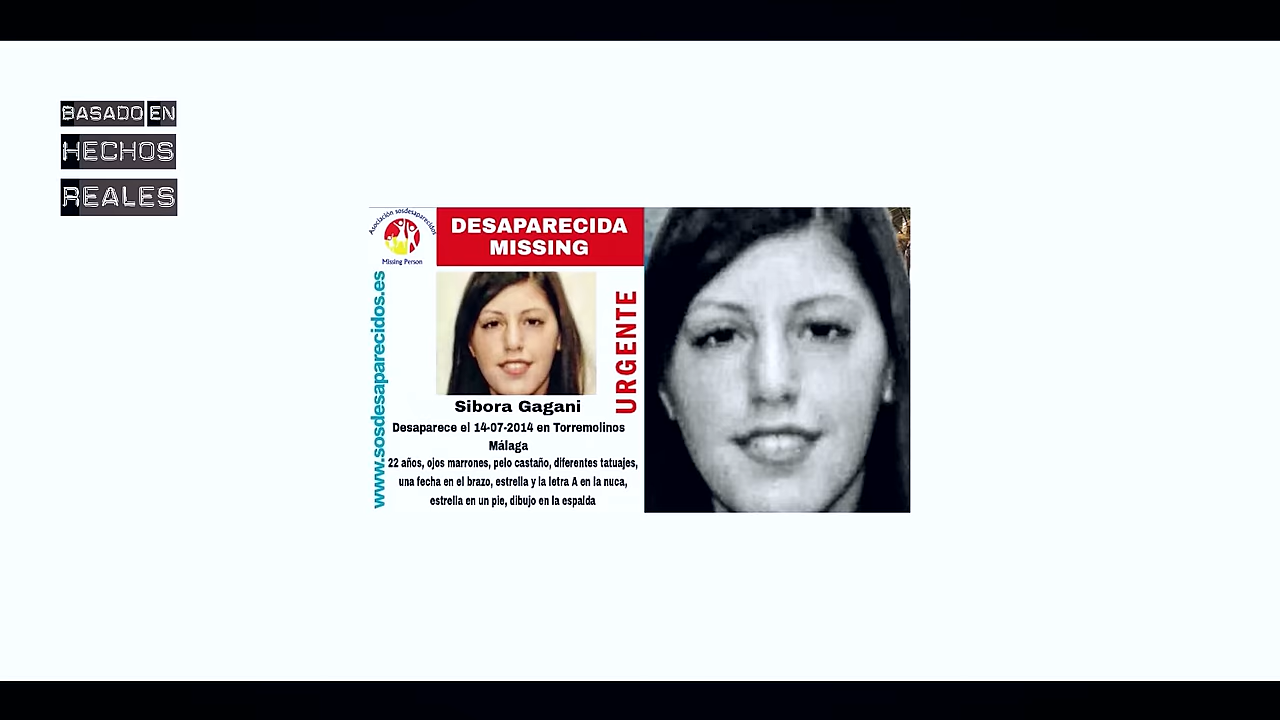 BASADO EN
HECHOS
REALES
Asociación sosdesaparecidos
Missing Person
www.sosdesaparecidos.es
DESAPARECIDA
MISSING
URGENTE
Sibora Gagani
Desaparece el 14-07-2014 en Torremolinos
Málaga
22 años, ojos marrones, pelo castaño, diferentes tatuajes,
una fecha en el brazo, estrella y la letra A en la nuca,
estrella en un pie, dibujo en la espalda